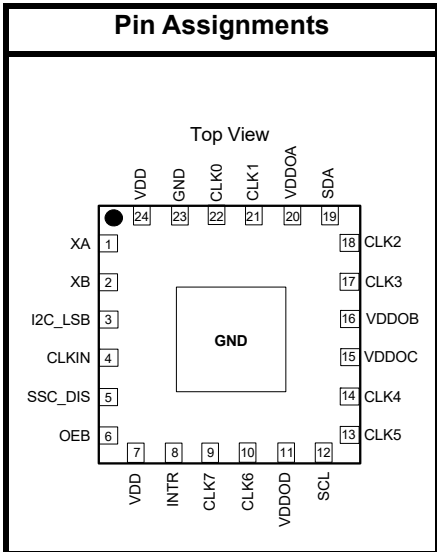 Pin Assignments
Top View
VDD
GND
CLK0
CLK1
VDDOA
SDA
24
23
22
21
20
19
XA 1
XB 2
I2C_LSB 3
CLKIN 4
SSC_DIS 5
OEB 6
GND
18 CLK2
17 CLK3
16 VDDOB
15 VDDOC
14 CLK4
13 CLK5
7
8
9
10
11
12
VDD
INTR
CLK7
CLK6
VDDOD
SCL